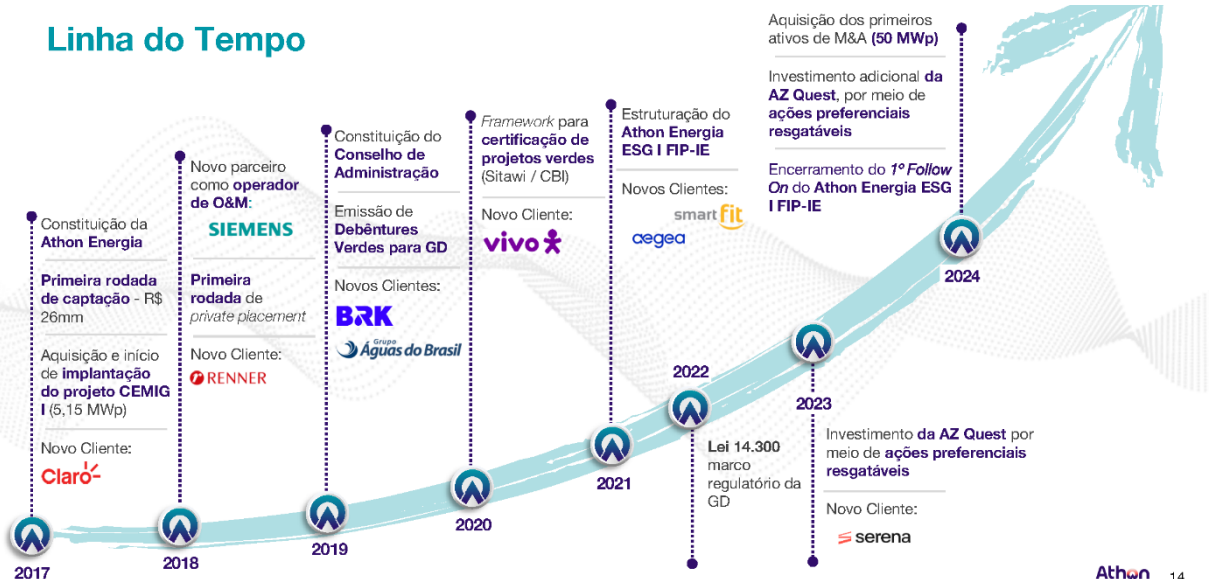 Linha do Tempo
Constituição da
Athon Energia
Primeira rodada
de captação - R$
26mm
Aquisição e início
de implantação
do projeto CEMIG
I (5,15 MWp)
Novo Cliente:
Claro
2017
Novo parceiro
como operador
de O&M:
SIEMENS
Primeira
rodada de
private placement
Novo Cliente:
RENNER
2018
Constituição do
Conselho de
Administração
Emissão de
Debêntures
Verdes para GD
Novos Clientes:
BRK
Grupo
Águas do Brasil
2019
Framework para
certificação de
projetos verdes
(Sitawi / CBI)
Novo Cliente:
vivo
2020
Estruturação do
Athon Energia
ESG I FIP-IE
Novos Clientes:
smart fit
aegea
2021
2022
Lei 14.300
marco
regulatório da
GD
2023
Investimento da AZ Quest por
meio de ações preferenciais
resgatáveis
Novo Cliente:
serena
Aquisição dos primeiros
ativos de M&A (50 MWp)
Investimento adicional da
AZ Quest, por meio de
ações preferenciais
resgatáveis
Encerramento do 1º Follow
On do Athon Energia ESG
I FIP-IE
2024
Athon
14